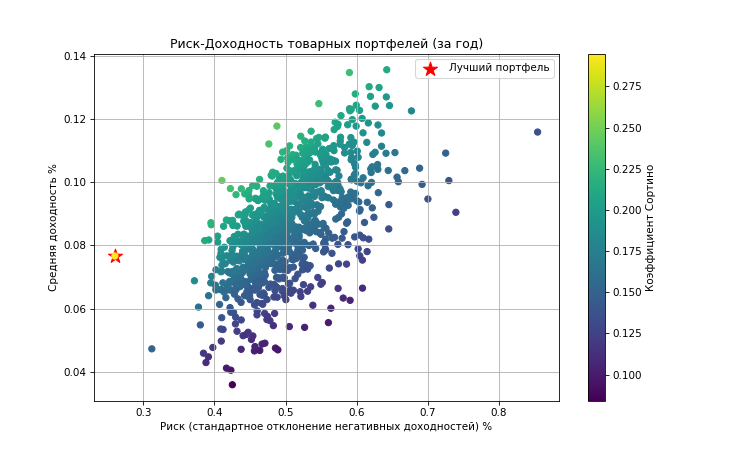 Риск-Доходность товарных портфелей (за год)
Лучший портфель
Средняя доходность %
0.14
0.12
0.10
0.08
0.06
0.04
0.3 0.4 0.5 0.6 0.7 0.8
Риск (стандартное отклонение негативных доходностей) %
0.275
0.250
0.225
0.200
0.175
0.150
0.125
0.100
Коэффициент Сортино